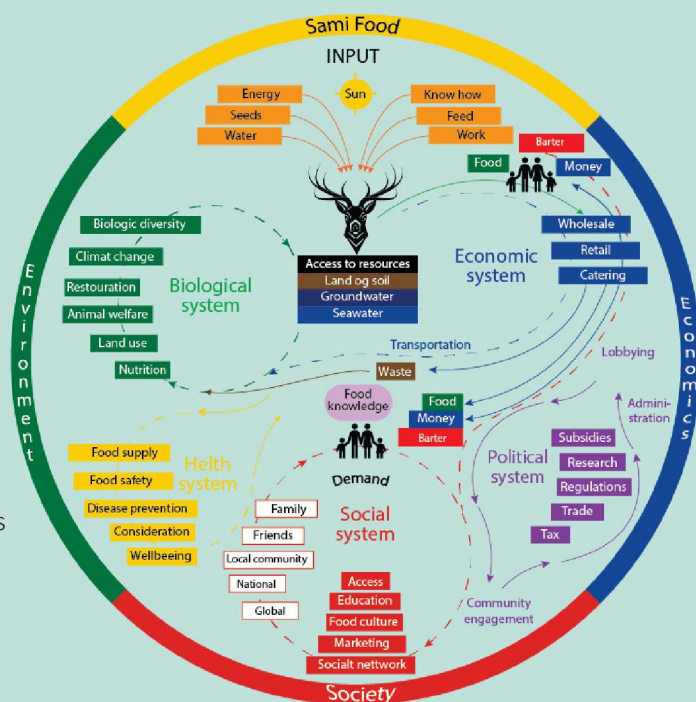 Sami Food
INPUT
Energy
Seeds
Water
Sun
Know how
Feed
Work
Barter
Food
Money
Wholesale
Retail
Catering
Economic
system
Access to resources
Land og soil
Groundwater
Seawater
Biologic diversity
Climat change
Restouration
Animal welfare
Land use
Nutrition
Biological
system
Environment
Economics
Transportation
Waste
Food
knowledge
Food
Money
Barter
Lobbying
Admini-
stration
Subsidies
Research
Regulations
Trade
Tax
Political
system
Community
engagement
Food supply
Food safety
Disease prevention
Consideration
Wellbeeing
Helth
system
Demand
Social
system
Family
Friends
Local community
National
Global
Access
Education
Food culture
Marketing
Socialt nettwork
Society
s